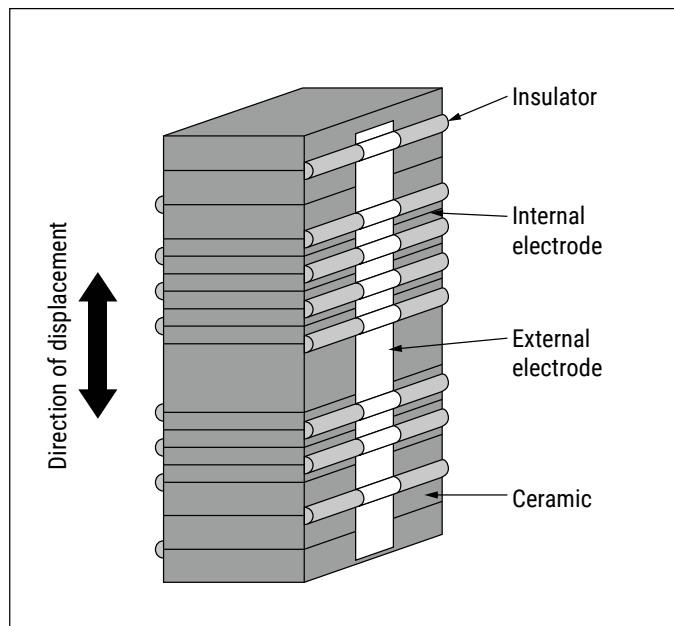 Insulator
Internal
electrode
Direction of displacement
External
electrode
Ceramic